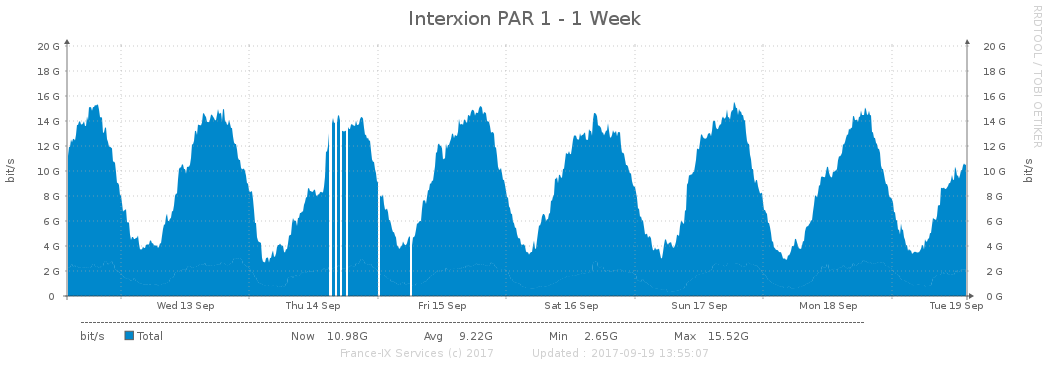 Interxion PAR 1 - 1 Week
RRDTOOL / TOBI OETIKER
bit/s
20 G
18 G
16 G
14 G
12 G
10 G
8 G
6 G
4 G
2 G
0
20 G
18 G
16 G
14 G
12 G
10 G
8 G
6 G
4 G
2 G
0 G
bit/s
Wed 13 Sep Thu 14 Sep Fri 15 Sep Sat 16 Sep Sun 17 Sep Mon 18 Sep Tue 19 Sep
bit/s Total Now 10.98G Avg 9.22G Min 2.65G Max 15.52G
France-IX Services (c) 2017 Updated : 2017-09-19 13:55:07